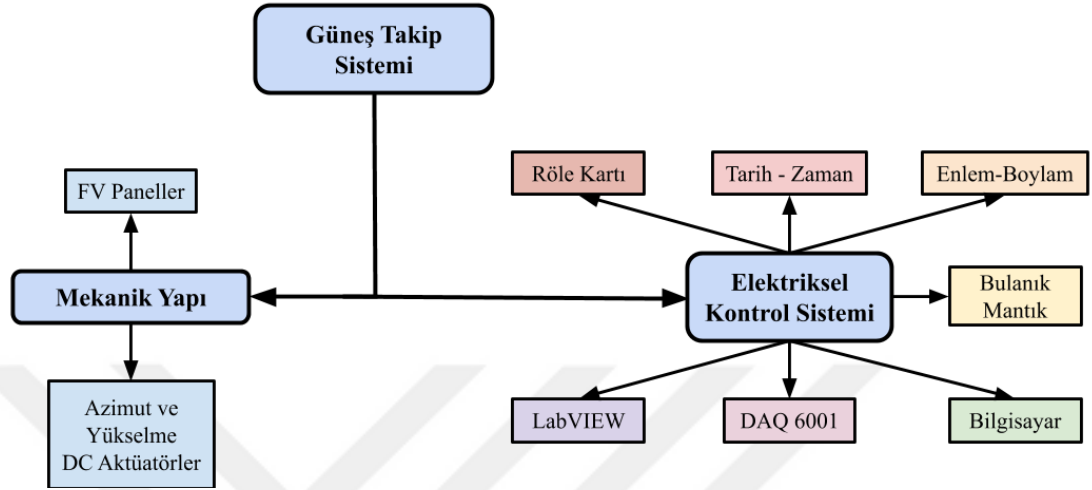 Güneş Takip
Sistemi
Röle Kartı
Tarih - Zaman
Enlem-Boylam
FV Paneller
Mekanik Yapı
Elektriksel
Kontrol Sistemi
Bulanık
Mantık
Azimut ve
Yükselme
DC Aktüatörler
LabVIEW
DAQ 6001
Bilgisayar